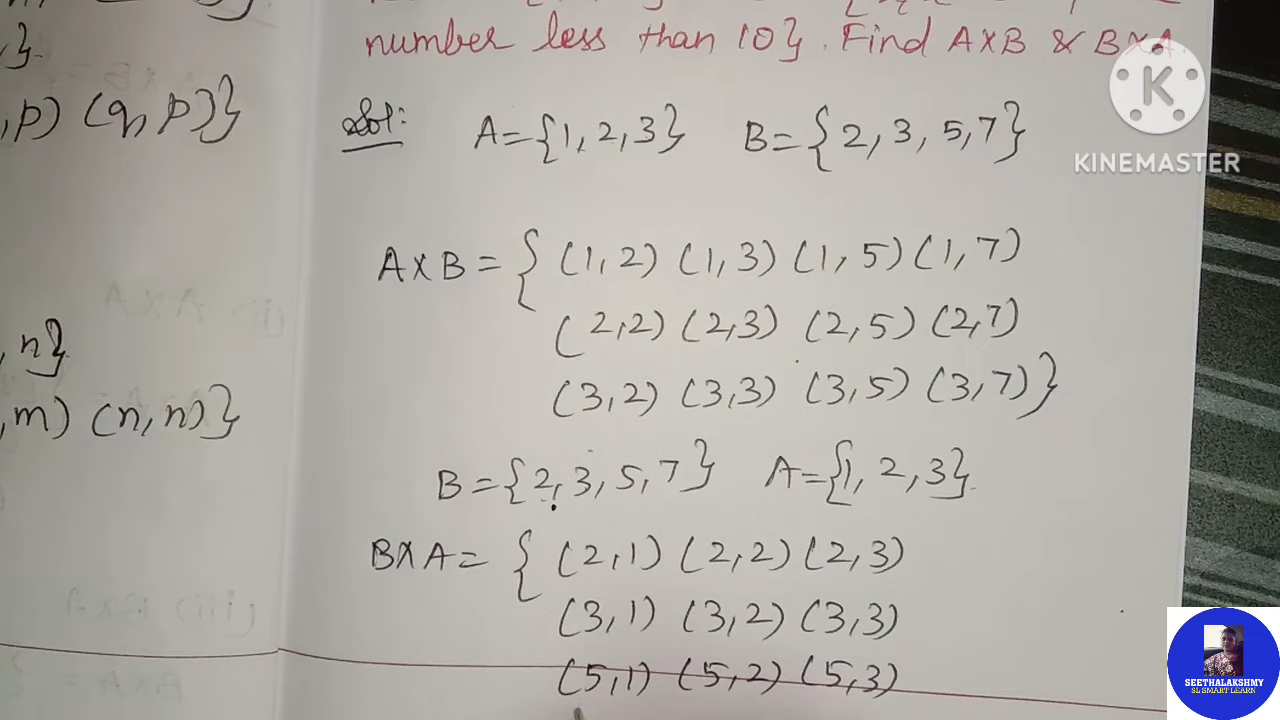 number less than 10}. Find A×B & B×A.
,}.
,p) (q,p)}
Sol: A={1,2,3} B={2,3,5,7}
KINEMASTER
A×B = { (1,2) (1,3) (1,5) (1,7)
(2,2) (2,3) (2,5) (2,7)
,n}
(3,2) (3,3) (3,5) (3,7)}
,m) (n,n)}
B={2,3,5,7} A={1,2,3}.
B×A= { (2,1) (2,2) (2,3)
(3,1) (3,2) (3,3)
(5,1) (5,2) (5,3)
SEETHALAKSHMY
SL SMART LEARN